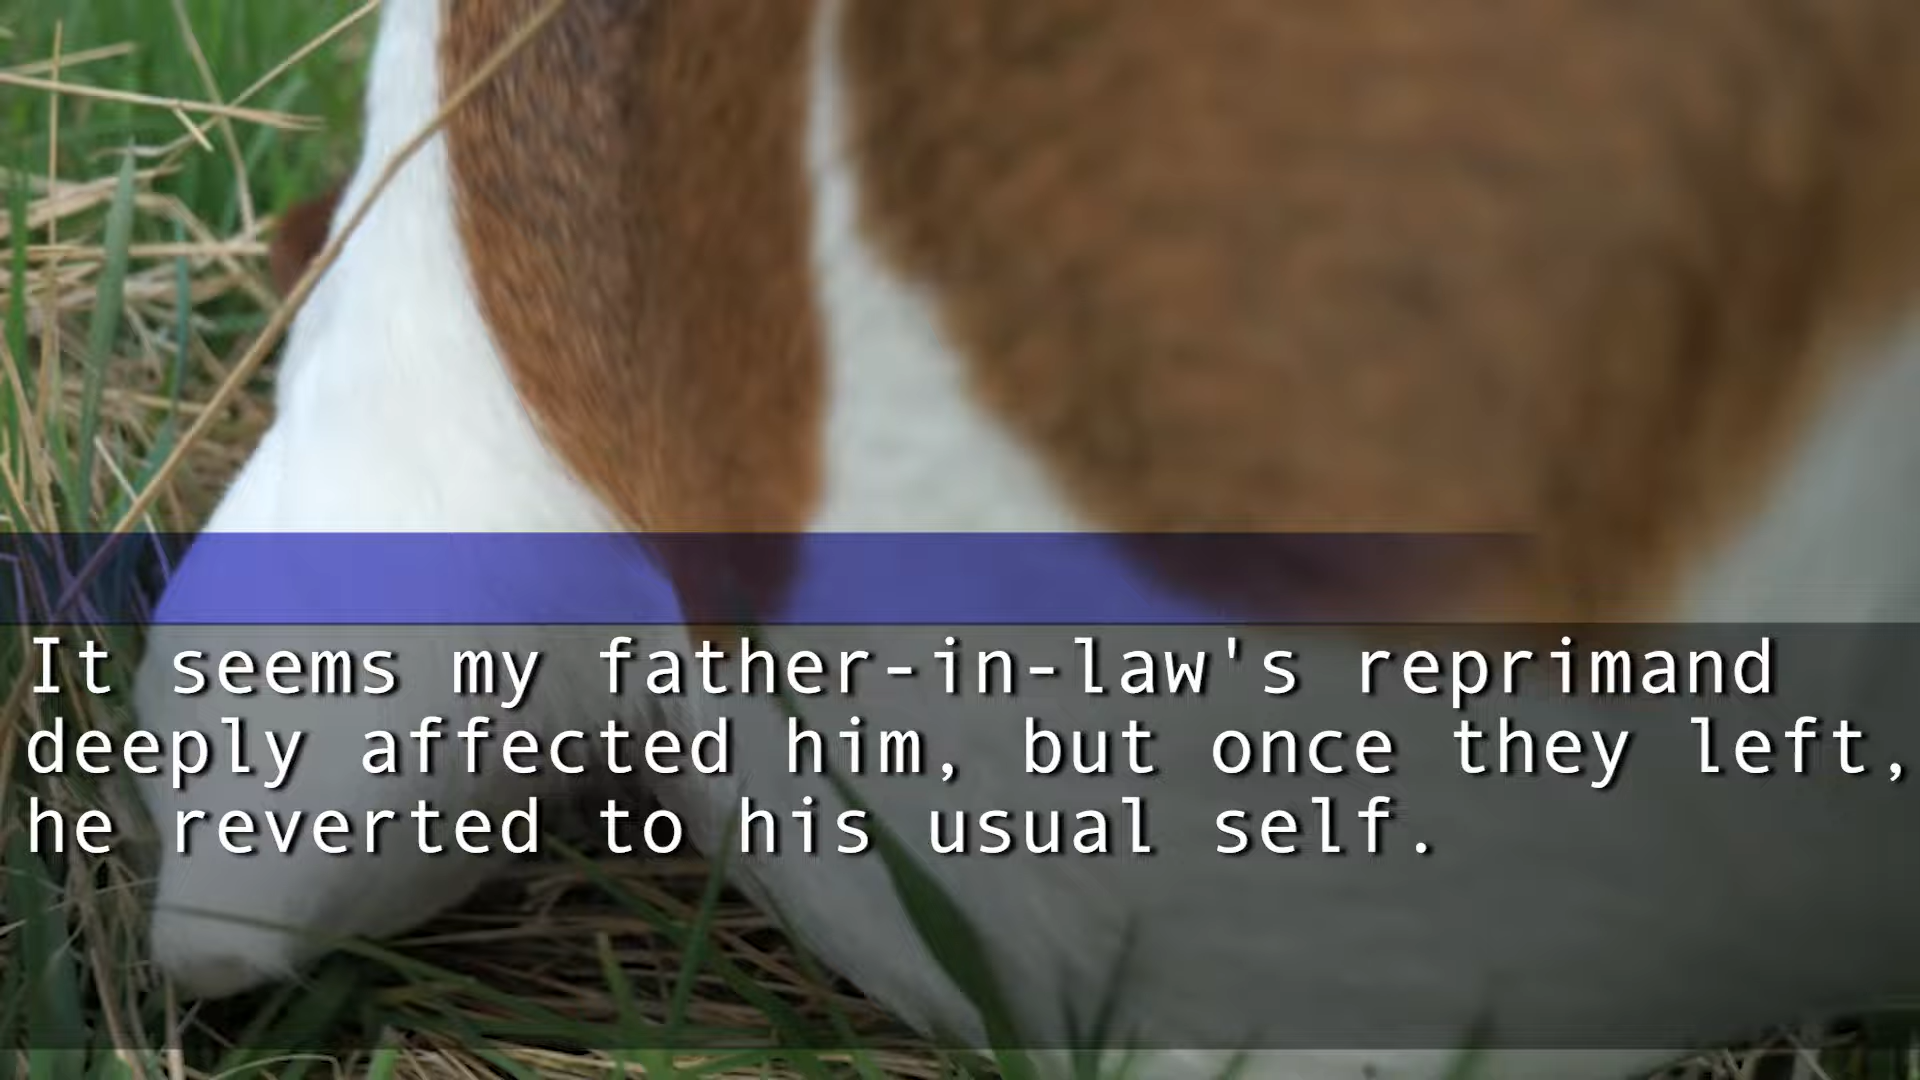 It seems my father-in-law's reprimand
deeply affected him, but once they left,
he reverted to his usual self.